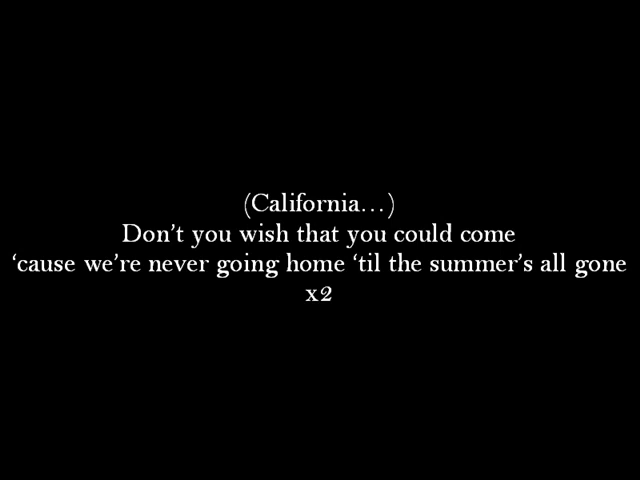 (California...)
Don't you wish that you could come
‘cause we’re never going home ‘til the summer’s all gone
x2